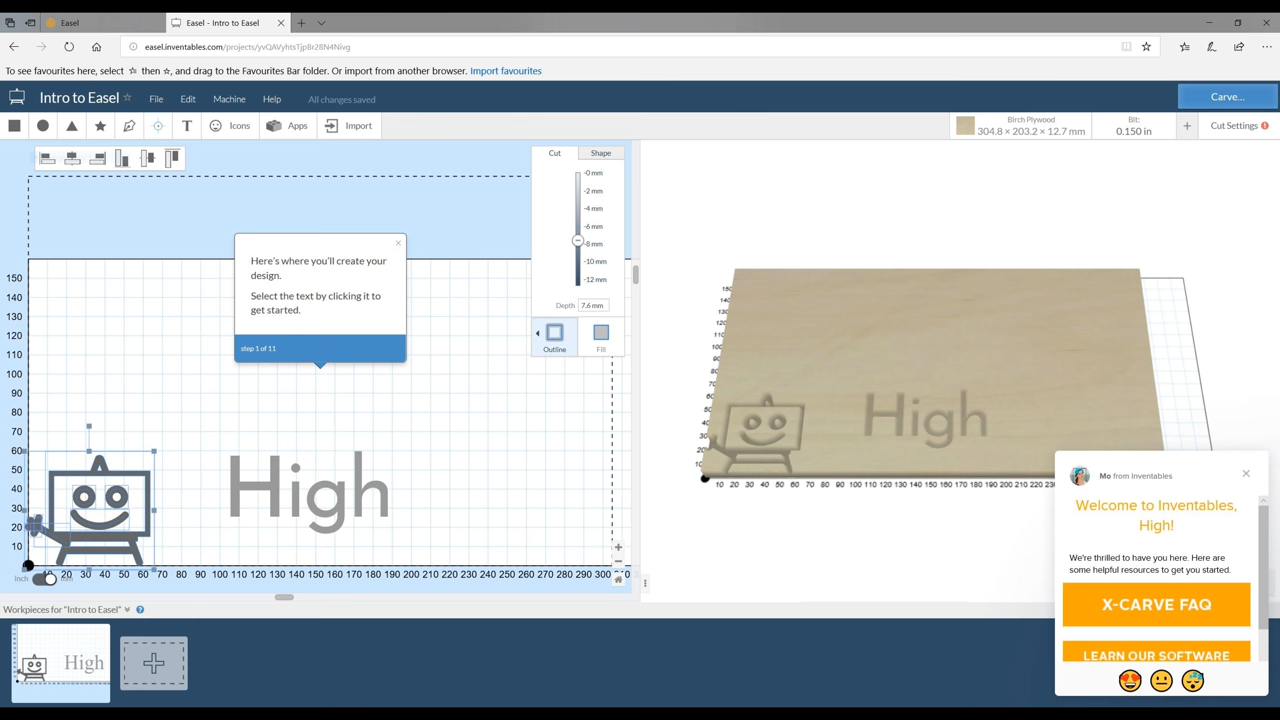 Easel
Easel - Intro to Easel
easel.inventables.com/projects/yvQAVyhtsTjp8r28N4Nivg
To see favourites here, select then, and drag to the Favourites Bar folder. Or import from another browser. Import favourites
Intro to Easel File Edit Machine Help All changes saved Carve...
T Icons Apps Import
Birch Plywood
304.8 × 203.2 × 12.7 mm
Bit:
0.150 in
Cut Settings
Cut Shape
-0 mm
-2 mm
-4 mm
-6 mm
-8 mm
-10 mm
-12 mm
Depth 7.6 mm
Outline Fill
Here's where you'll create your
design.
Select the text by clicking it to
get started.
step 1 of 11
150
140
130
120
110
100
90
80
70
60
50
40
30
20
10
High
10 20 30 40 50 60 70 80 90 100 110 120 130 140 150 160 170 180 190 200 210 220 230 240 250 260 270 280 290 300
Inch mm
High
10 20 30 40 50 60 70 80 90 100 110 120 130 140 150 160 170 180 190 200 210 220
Workpieces for "Intro to Easel"
High
Mo from Inventables
Welcome to Inventables,
High!
We're thrilled to have you here. Here are
some helpful resources to get you started.
X-CARVE FAQ
LEARN OUR SOFTWARE